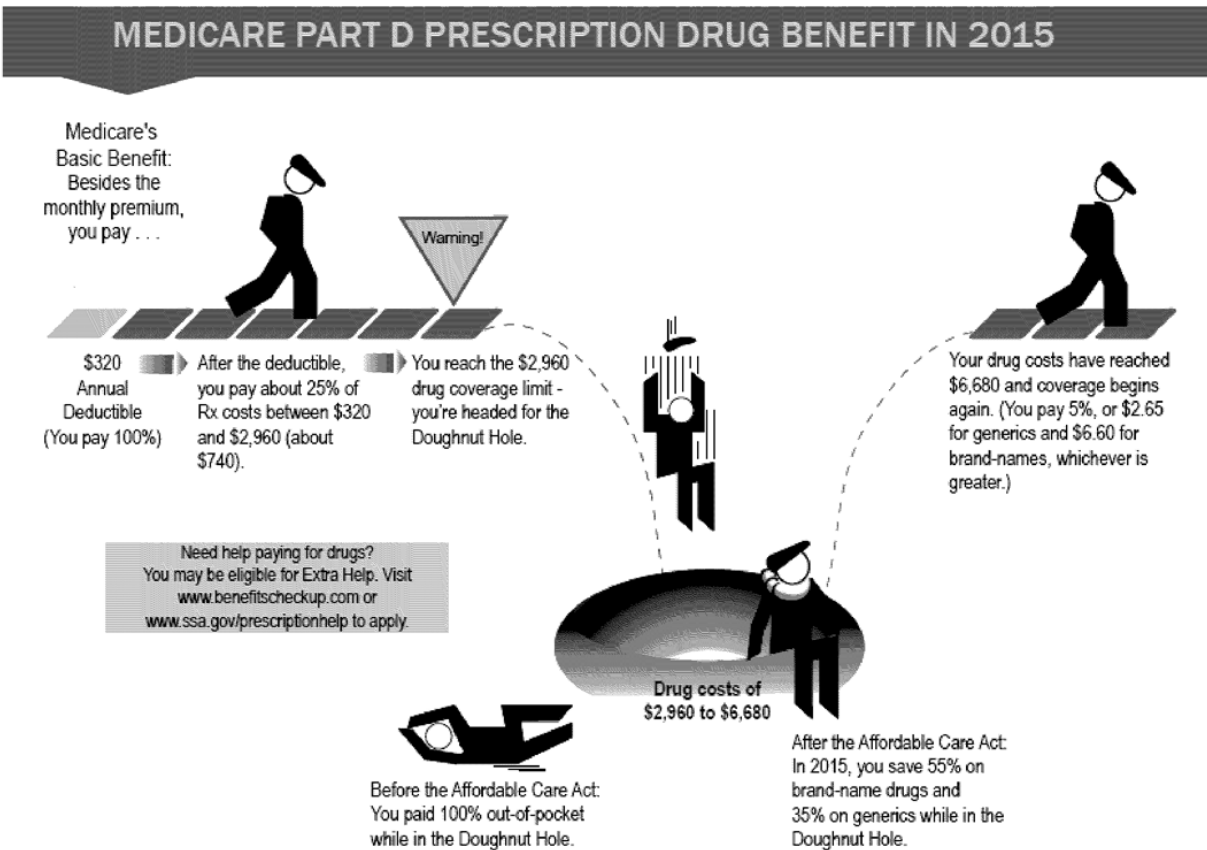 MEDICARE PART D PRESCRIPTION DRUG BENEFIT IN 2015
Medicare's
Basic Benefit:
Besides the
monthly premium,
you pay . . .
Warning!
$320
Annual
Deductible
(You pay 100%)
After the deductible,
you pay about 25% of
Rx costs between $320
and $2,960 (about
$740).
You reach the $2,960
drug coverage limit -
you're headed for the
Doughnut Hole.
Your drug costs have reached
$6,680 and coverage begins
again. (You pay 5%, or $2.65
for generics and $6.60 for
brand-names, whichever is
greater.)
Need help paying for drugs?
You may be eligible for Extra Help. Visit
www.benefitscheckup.com or
www.ssa.gov/prescriptionhelp to apply.
Drug costs of
$2,960 to $6,680
Before the Affordable Care Act:
You paid 100% out-of-pocket
while in the Doughnut Hole.
After the Affordable Care Act:
In 2015, you save 55% on
brand-name drugs and
35% on generics while in the
Doughnut Hole.